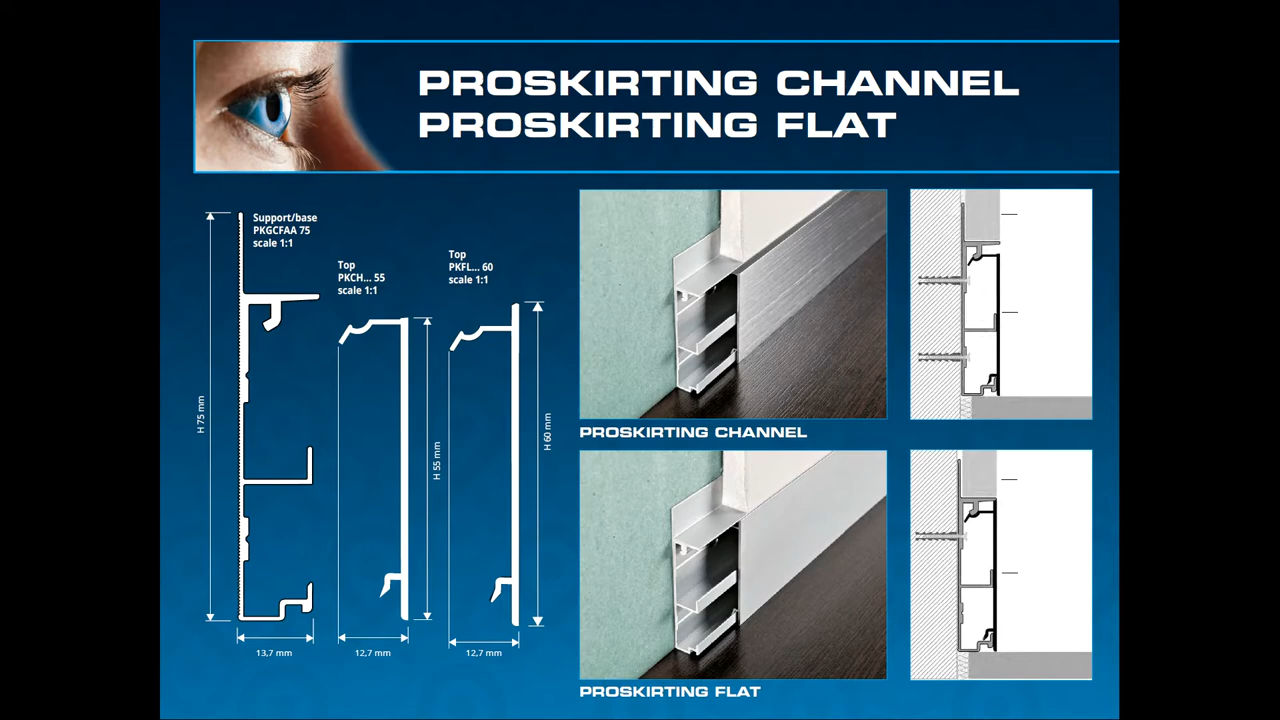 PROSKIRTING CHANNEL
PROSKIRTING FLAT
Support/base
PKGCFAA 75
scale 1:1
Top
PKCH... 55
scale 1:1
Top
PKFL... 60
scale 1:1
H 75 mm
H 55 mm
H 60 mm
13,7 mm
12,7 mm
12,7 mm
PROSKIRTING CHANNEL
PROSKIRTING FLAT